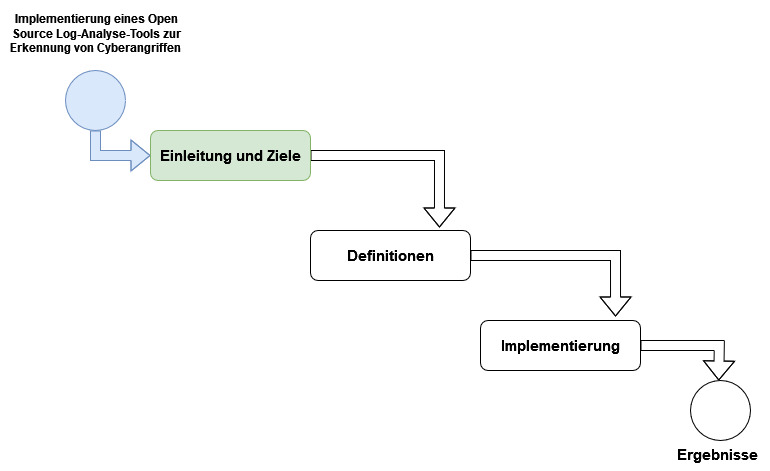 Implementierung eines Open
Source Log-Analyse-Tools zur
Erkennung von Cyberangriffen
Einleitung und Ziele
Definitionen
Implementierung
Ergebnisse